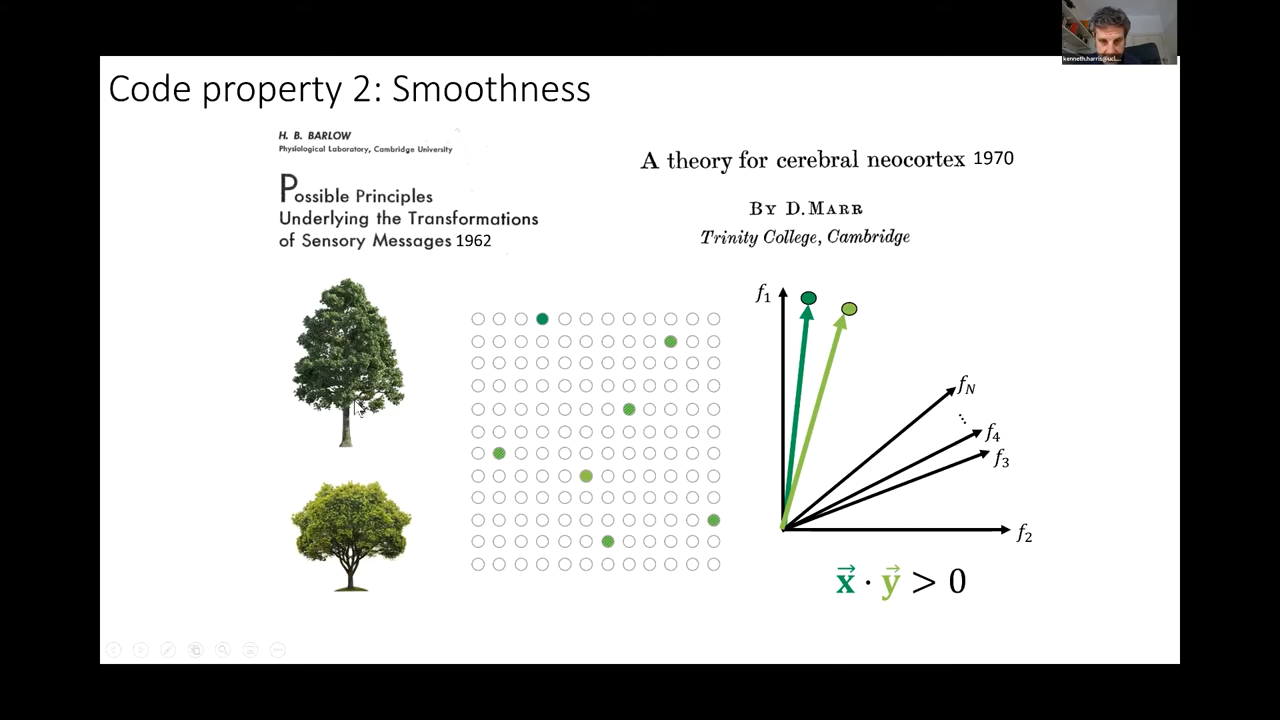 Code property 2: Smoothness
H. B. BARLOW
Physiological Laboratory, Cambridge University
Possible Principles
Underlying the Transformations
of Sensory Messages 1962
A theory for cerebral neocortex 1970
BY D. MARR
Trinity College, Cambridge
f₁
f_N
⋱
f₄
f₃
f₂
x⃗ · y⃗ > 0
kenneth.harris@ucl...